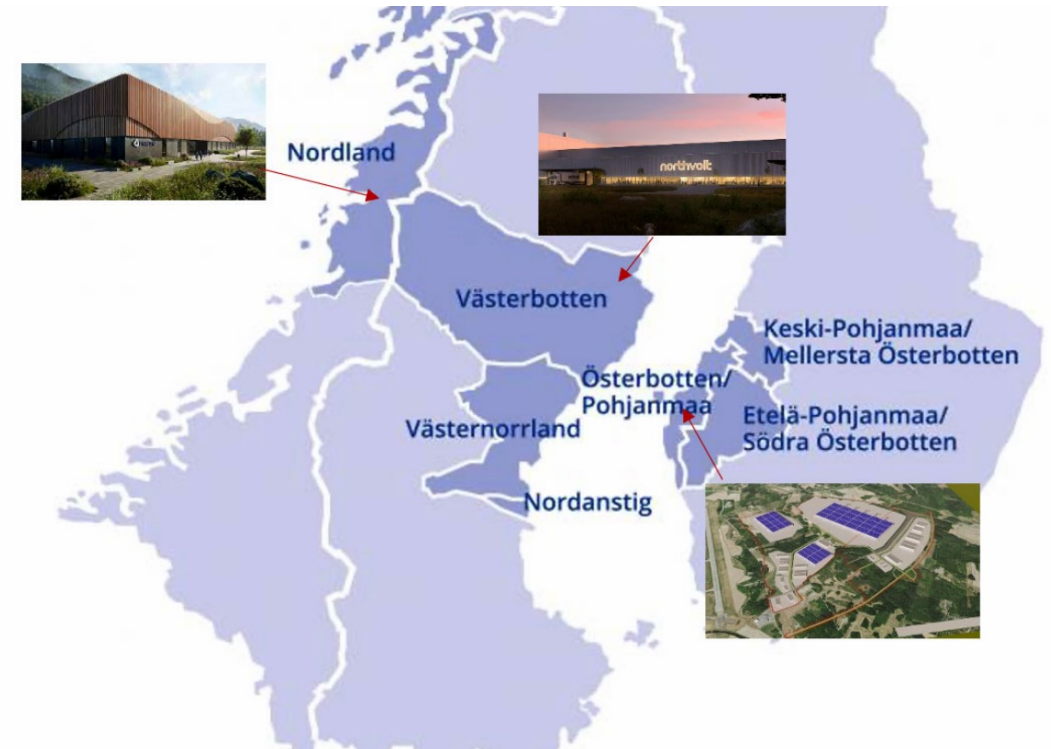 Nordland
northvolt
Västerbotten
Keski-Pohjanmaa/
Mellersta Österbotten
Österbotten/
Pohjanmaa
Etelä-Pohjanmaa/
Södra Österbotten
Västernorrland
Nordanstig